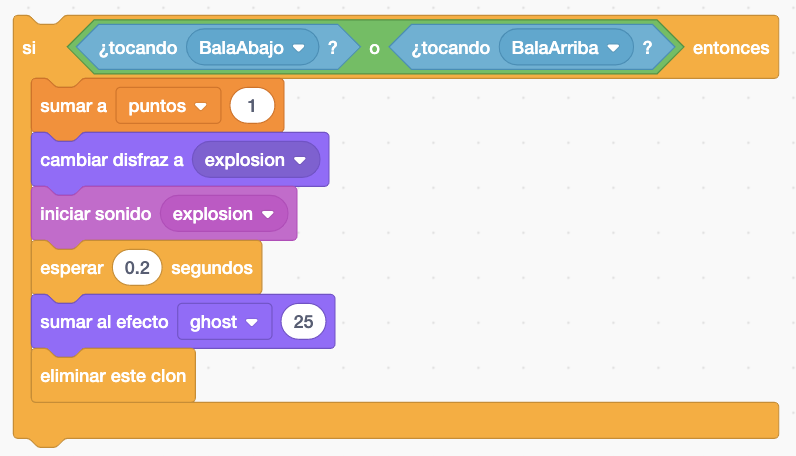 si ¿tocando BalaAbajo ? o ¿tocando BalaArriba ? entonces
sumar a puntos 1
cambiar disfraz a explosion
iniciar sonido explosion
esperar 0.2 segundos
sumar al efecto ghost 25
eliminar este clon